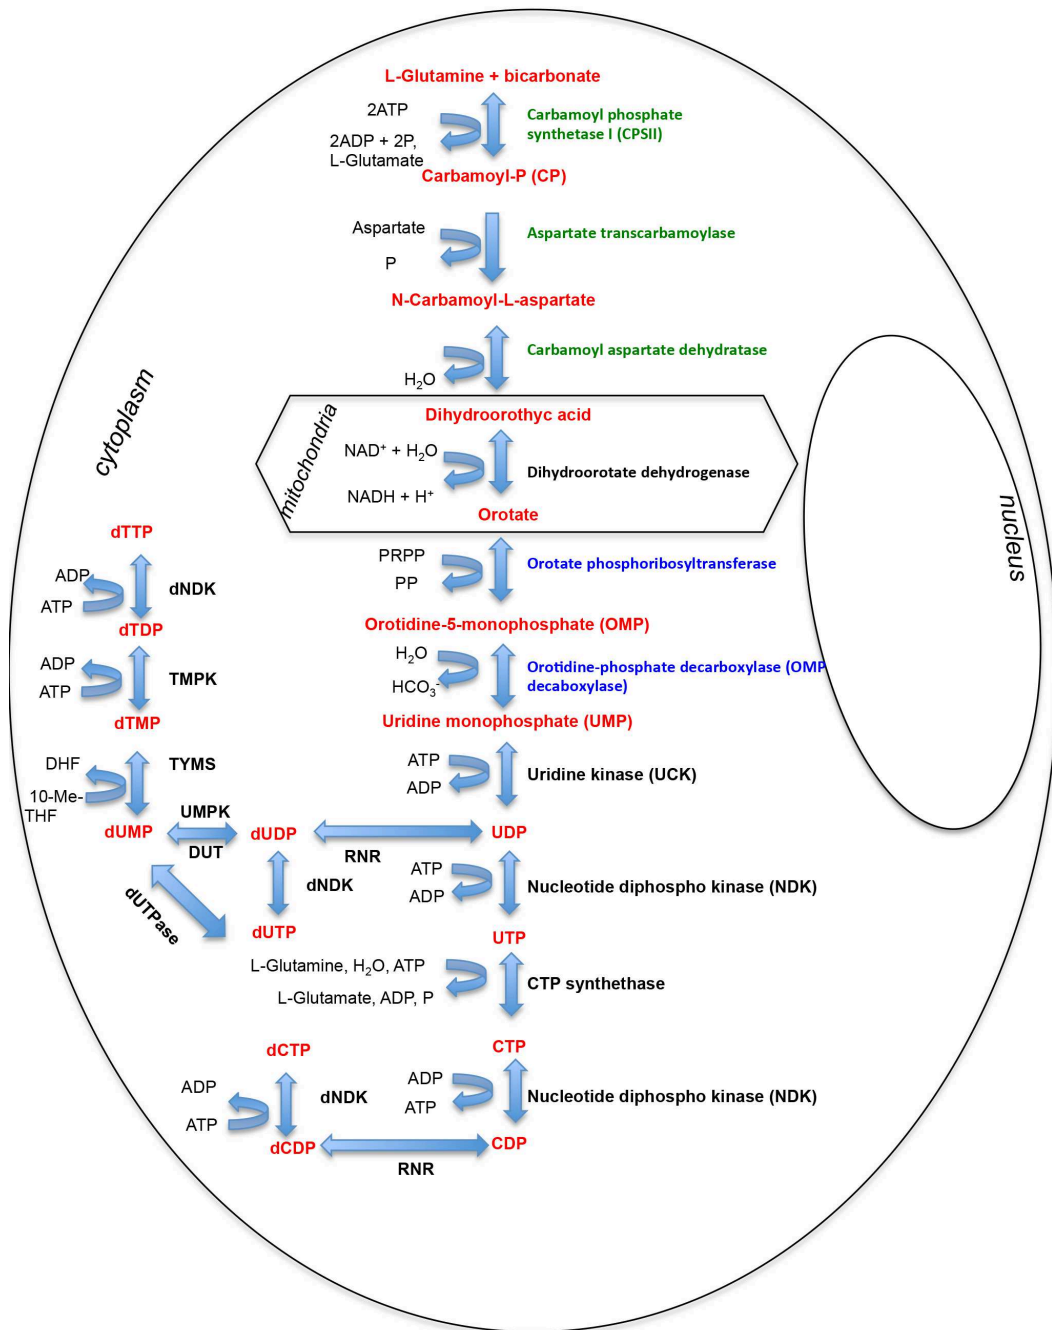 L-Glutamine + bicarbonate
2ATP
2ADP + 2P,
L-Glutamate
Carbamoyl phosphate
synthetase I (CPSII)
Carbamoyl-P (CP)
Aspartate
P
Aspartate transcarbamoylase
N-Carbamoyl-L-aspartate
H₂O
Carbamoyl aspartate dehydratase
cytoplasm
mitochondria
nucleus
Dihydroorothyc acid
NAD⁺ + H₂O
NADH + H⁺
Dihydroorotate dehydrogenase
Orotate
PRPP
PP
Orotate phosphoribosyltransferase
Orotidine-5-monophosphate (OMP)
H₂O
HCO₃⁻
Orotidine-phosphate decarboxylase (OMP
decaboxylase)
Uridine monophosphate (UMP)
ATP
ADP
Uridine kinase (UCK)
UDP
ATP
ADP
Nucleotide diphospho kinase (NDK)
UTP
L-Glutamine, H₂O, ATP
L-Glutamate, ADP, P
CTP synthethase
CTP
ADP
ATP
Nucleotide diphospho kinase (NDK)
CDP
RNR
dCDP
ADP
ATP
dNDK
dCTP
dTTP
ADP
ATP
dNDK
dTDP
ADP
ATP
TMPK
dTMP
DHF
10-Me-
THF
TYMS
dUMP
UMPK
DUT
dUDP
RNR
dNDK
dUTPase
dUTP